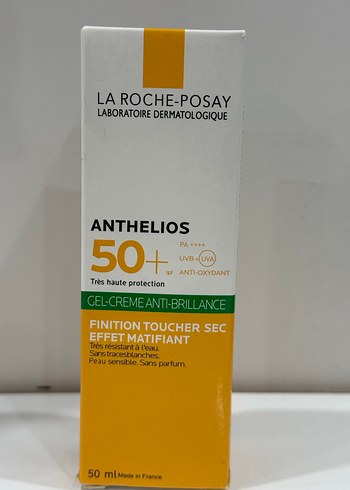 LA ROCHE-POSAY
LABORATOIRE DERMATOLOGIQUE
ANTHELIOS
50+ spf
PA ++++
UVB + UVA
ANTI-OXYDANT
Très haute protection
GEL-CREME ANTI-BRILLANCE
FINITION TOUCHER SEC
EFFET MATIFIANT
Très résistant à l'eau.
Sans traces blanches.
Peau sensible. Sans parfum.
50 ml Made in France